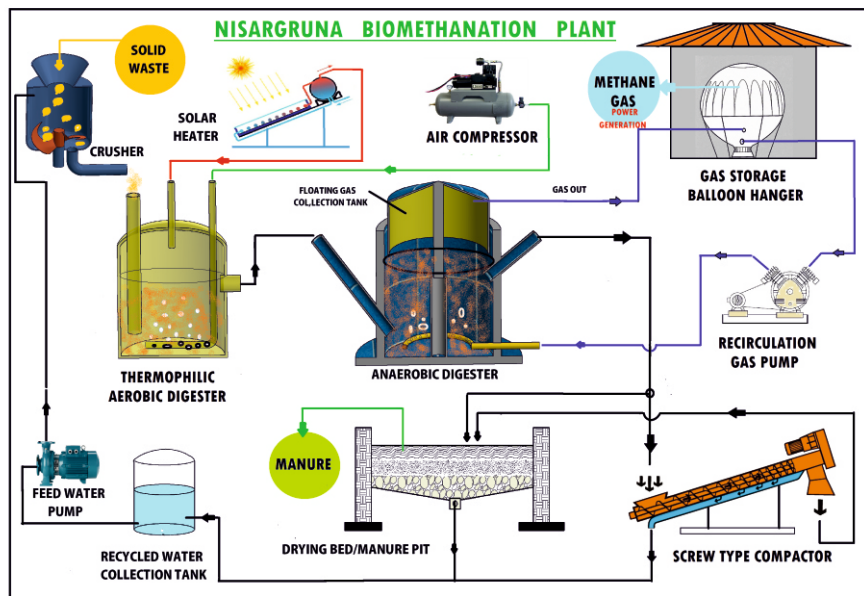 NISARGRUNA BIOMETHANATION PLANT
SOLID
WASTE
CRUSHER
SOLAR
HEATER
AIR COMPRESSOR
METHANE
GAS
POWER
GENERATION
GAS STORAGE
BALLOON HANGER
FLOATING GAS
COL,LECTION TANK
GAS OUT
THERMOPHILIC
AEROBIC DIGESTER
ANAEROBIC DIGESTER
RECIRCULATION
GAS PUMP
MANURE
FEED WATER
PUMP
RECYCLED WATER
COLLECTION TANK
DRYING BED/MANURE PIT
SCREW TYPE COMPACTOR